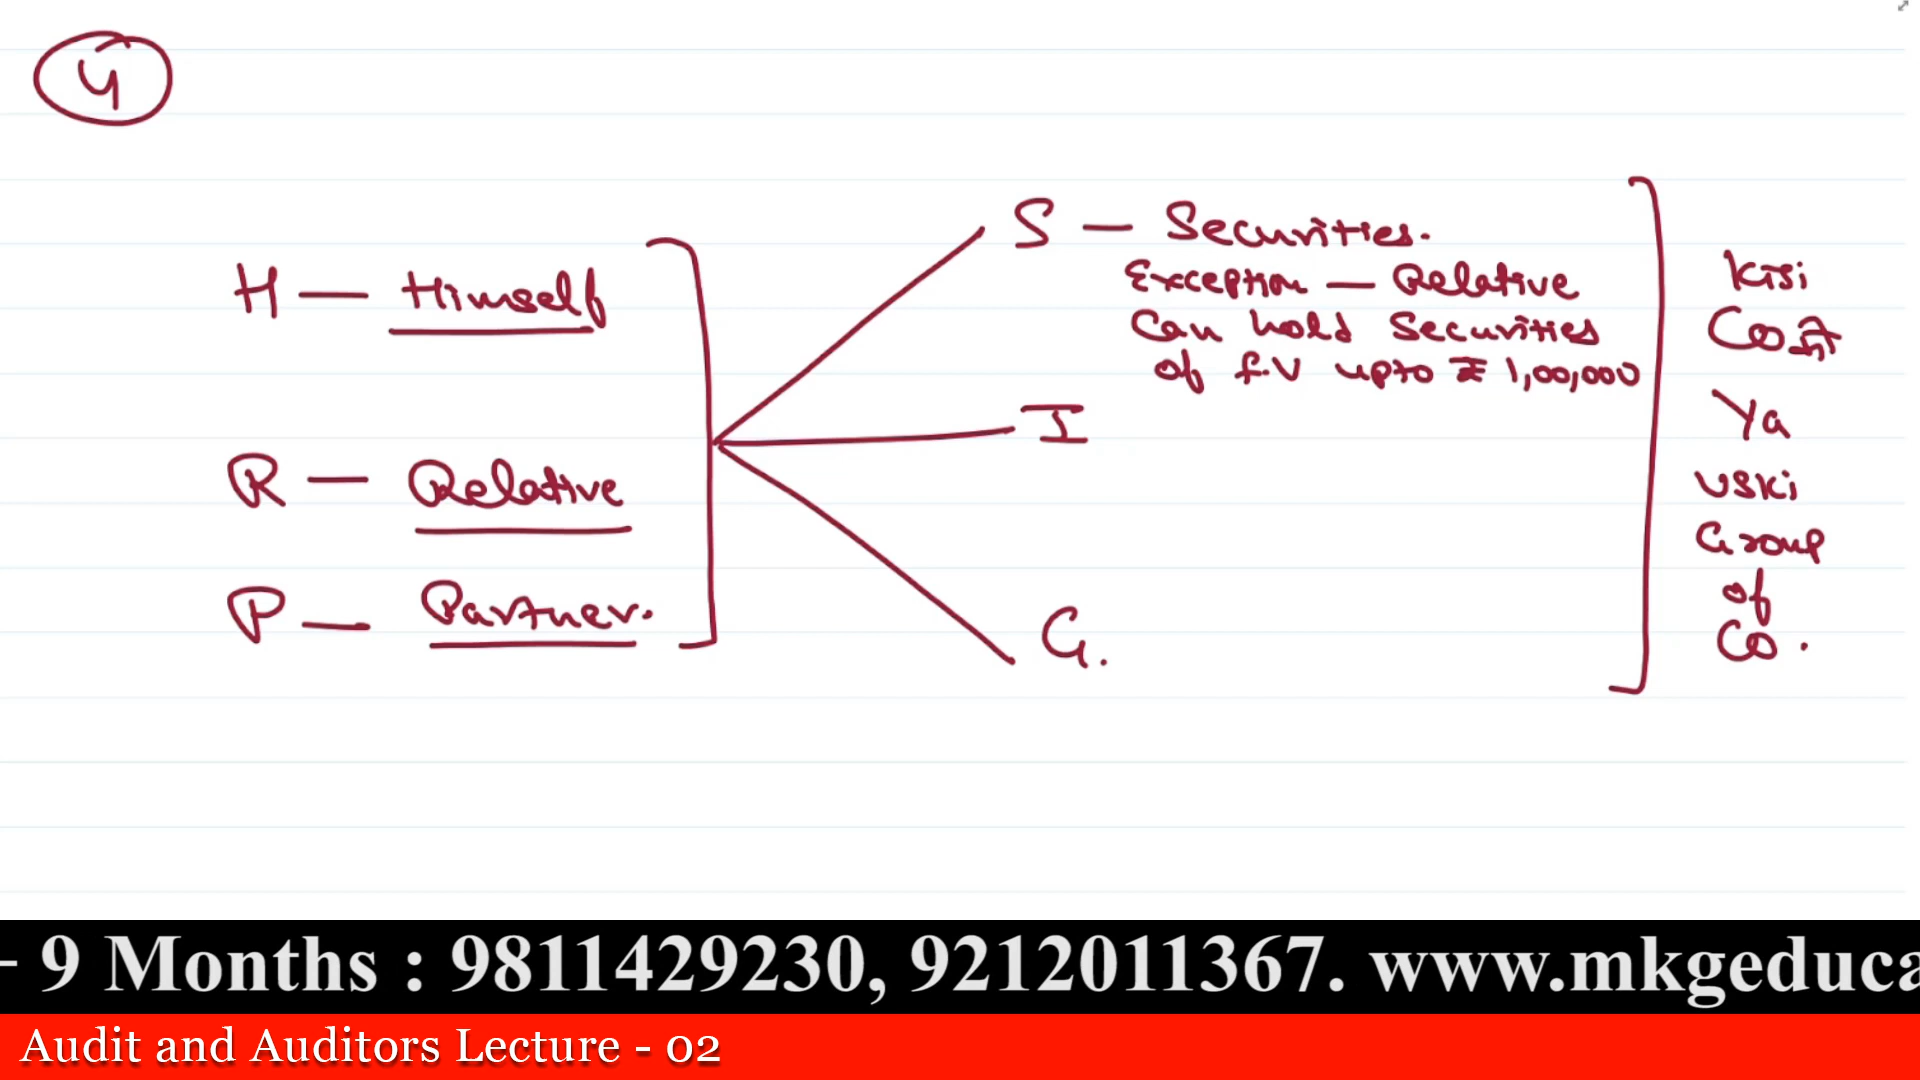 4
H — Himself
R — Relative
P — Partner.
S — Securities.
Exception — Relative
Can hold Securities
of F.V upto ₹ 1,00,000
I
G.
Kisi
Co. में
Ya
uski
Group
of
Co.
- 9 Months : 9811429230, 9212011367. www.mkgeduca
Audit and Auditors Lecture - 02